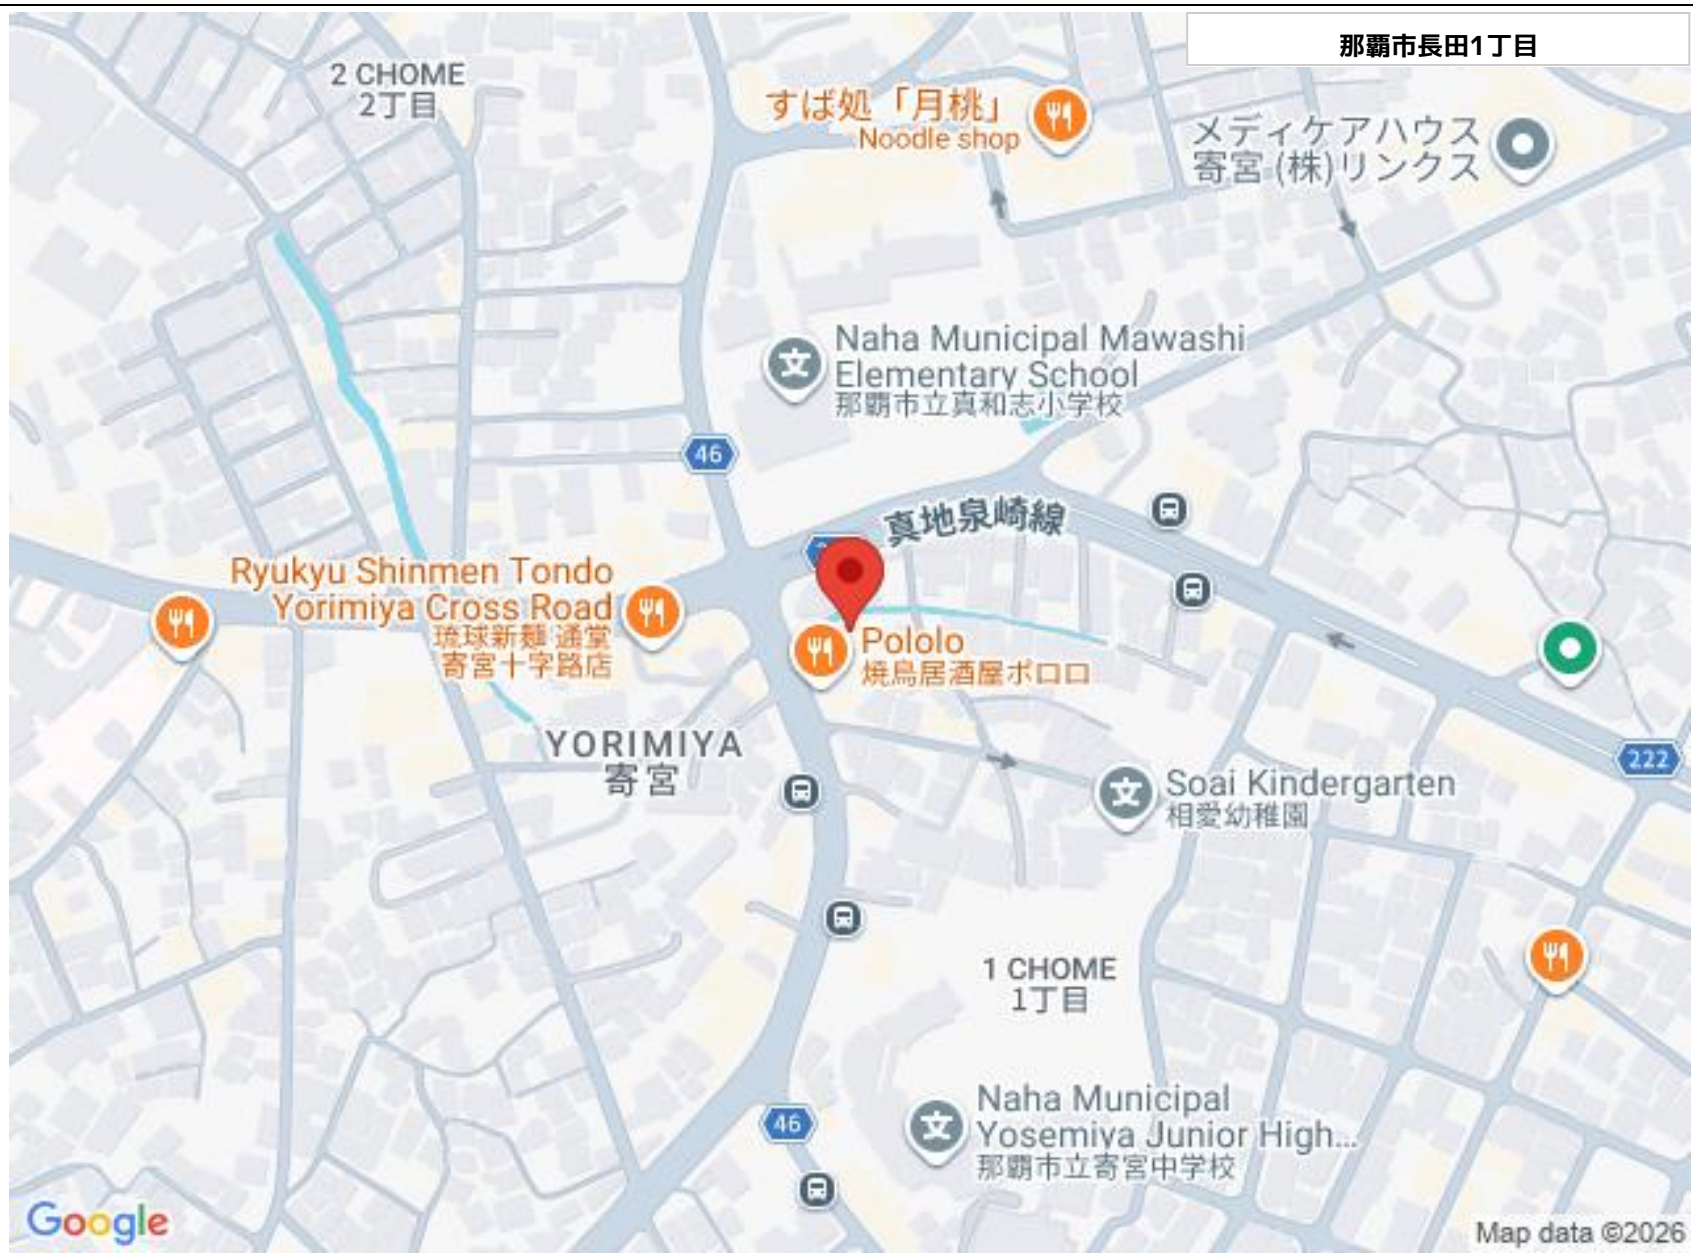 那覇市長田1丁目
2 CHOME
2丁目
すば処「月桃」
Noodle shop
メディケアハウス
寄宮 (株)リンクス
Naha Municipal Mawashi
Elementary School
那覇市立真和志小学校
46
真地泉崎線
Ryukyu Shinmen Tondo
Yorimiya Cross Road
琉球新麺 通堂
寄宮十字路店
Pololo
焼鳥居酒屋ポロロ
YORIMIYA
寄宮
222
Soai Kindergarten
相愛幼稚園
1 CHOME
1丁目
46
Naha Municipal
Yosemiya Junior High...
那覇市立寄宮中学校
Google
Map data ©2026